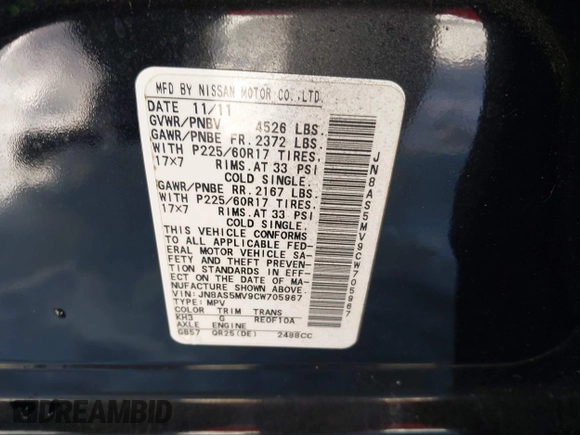 MFD BY NISSAN MOTOR CO.,LTD.
DATE 11/11
GVWR/PNBV 4526 LBS.
GAWR/PNBE FR. 2372 LBS.
WITH P225/60R17 TIRES.
17x7 RIMS.AT 33 PSI
COLD SINGLE.
GAWR/PNBE RR. 2167 LBS.
WITH P225/60R17 TIRES.
17x7 RIMS.AT 33 PSI
COLD SINGLE.
THIS VEHICLE CONFORMS
TO ALL APPLICABLE FED-
ERAL MOTOR VEHICLE SA-
FETY AND THEFT PREVEN-
TION STANDARDS IN EFF-
ECT ON THE DATE OF MA-
NUFACTURE SHOWN ABOVE.
VIN: JN8AS5MV9CW705967
TYPE: MPV
COLOR TRIM TRANS
KH3 G RE0F10A
AXLE ENGINE
GB57 QR25(DE) 2488CC
JN8AS5MV9CW705967
DREAMBID